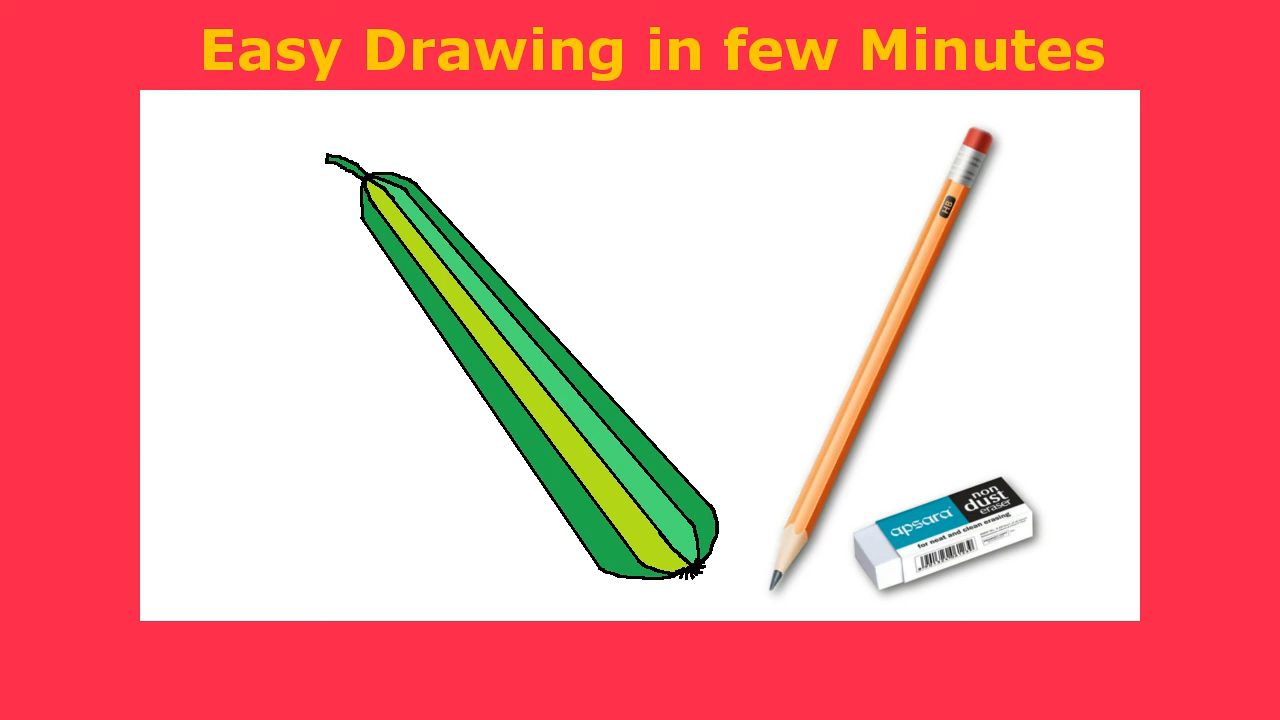 Easy Drawing in few Minutes
HB
apsara
non
dust
eraser
for neat and clean erasing